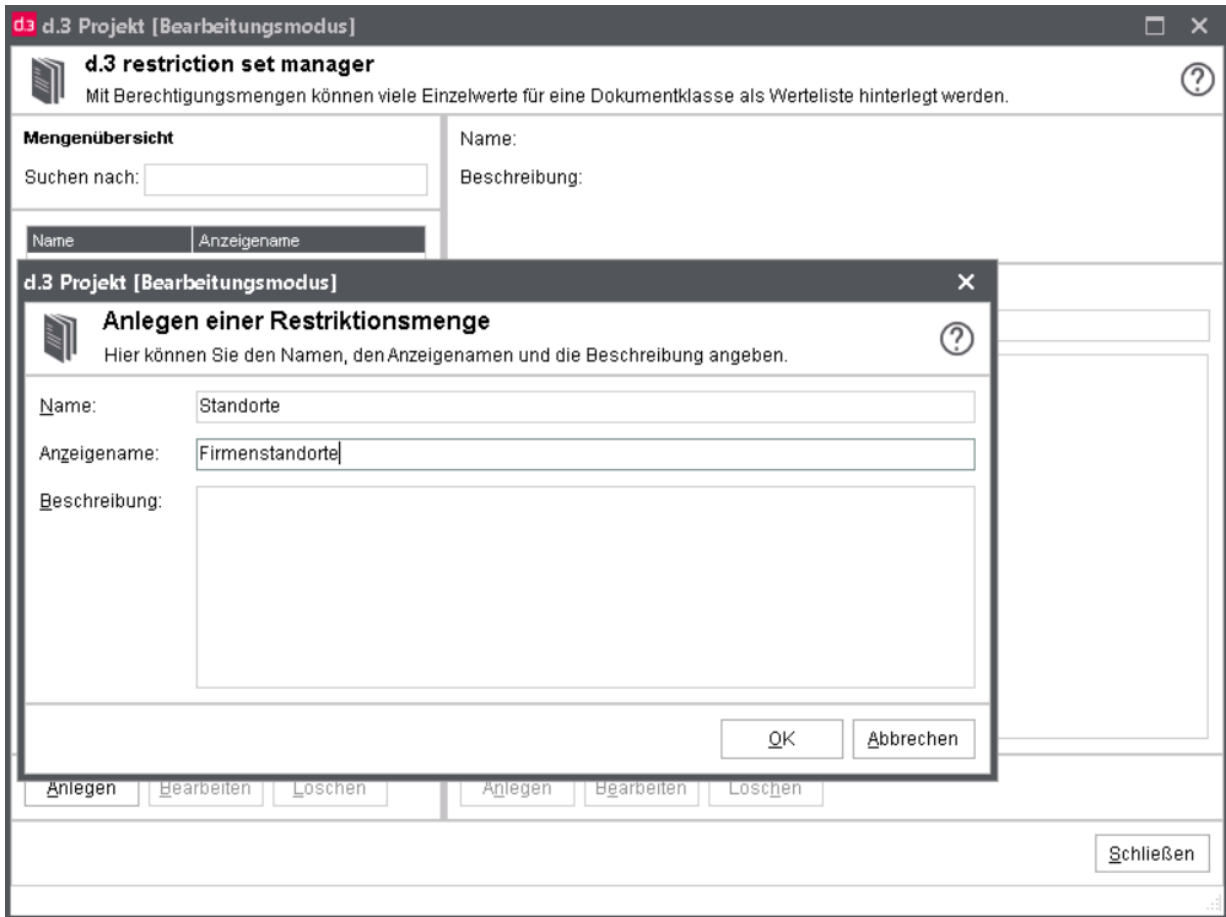 d.3 d.3 Projekt [Bearbeitungsmodus]
d.3 restriction set manager
Mit Berechtigungsmengen können viele Einzelwerte für eine Dokumentklasse als Werteliste hinterlegt werden.
Mengenübersicht
Suchen nach:
Name:
Beschreibung:
Name Anzeigename
d.3 Projekt [Bearbeitungsmodus]
Anlegen einer Restriktionsmenge
Hier können Sie den Namen, den Anzeigenamen und die Beschreibung angeben.
Name: Standorte
Anzeigename: Firmenstandorte
Beschreibung:
OK Abbrechen
Anlegen Bearbeiten Löschen Anlegen Bearbeiten Löschen
Schließen